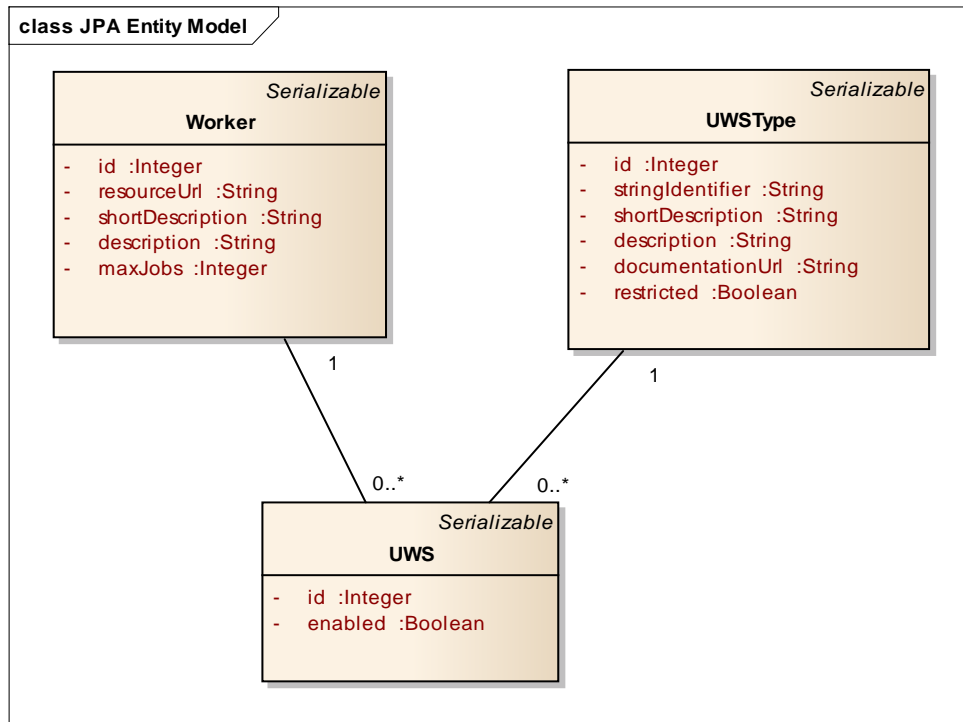 class JPA Entity Model
Serializable
Worker
- id :Integer
- resourceUrl :String
- shortDescription :String
- description :String
- maxJobs :Integer
Serializable
UWSType
- id :Integer
- stringIdentifier :String
- shortDescription :String
- description :String
- documentationUrl :String
- restricted :Boolean
1
1
0..*
0..*
Serializable
UWS
- id :Integer
- enabled :Boolean